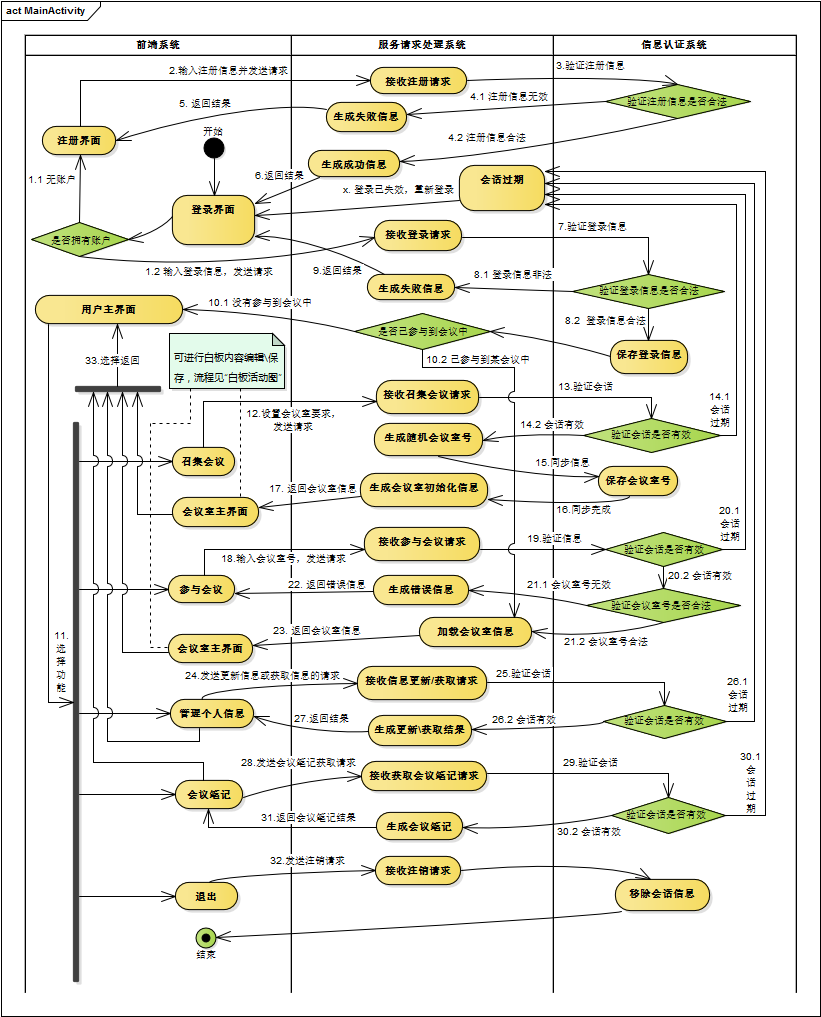 act MainActivity
前端系统
服务请求处理系统
信息认证系统
2.输入注册信息并发送请求
3.验证注册信息
接收注册请求
4.1 注册信息无效
验证注册信息是否合法
5. 返回结果
生成失败信息
开始
注册界面
4.2 注册信息合法
1.1 无账户
生成成功信息
6.返回结果
会话过期
x. 登录已失效，重新登录
登录界面
是否拥有账户
接收登录请求
7.验证登录信息
1.2 输入登录信息，发送请求
9.返回结果
8.1 登录信息非法
生成失败信息
验证登录信息是否合法
10.1 没有参与到会议中
用户主界面
8.2 登录信息合法
是否已参与到会议中
保存登录信息
33.选择返回
可进行白板内容编辑\保
存，流程见“白板活动图”
10.2 已参与到某会议中
13.验证会话
接收召集会议请求
14.1
会话
过期
12.设置会议室要求，
发送请求
14.2 会话有效
生成随机会议室号
验证会话是否有效
召集会议
15.同步信息
保存会议室号
17. 返回会议室信息
生成会议室初始化信息
会议室主界面
16.同步完成
20.1
会话
过期
接收参与会议请求
19.验证信息
验证会话是否有效
18.输入会议室号，发送请求
20.2 会话有效
参与会议
22. 返回错误信息
生成错误信息
21.1 会议室号无效
验证会议室号是否合法
23. 返回会议室信息
加载会议室信息
21.2 会议室号合法
会议室主界面
11.
选
择
功
能
24.发送更新信息或获取信息的请求
接收信息更新/获取请求
25.验证会话
26.1
会话
过期
管理个人信息
27.返回结果
生成更新\获取结果
26.2 会话有效
验证会话是否有效
28.发送会议笔记获取请求
接收获取会议笔记请求
29.验证会话
30.1
会
话
过
期
会议笔记
31.返回会议笔记结果
生成会议笔记
验证会话是否有效
30.2 会话有效
32.发送注销请求
接收注销请求
退出
移除会话信息
结束